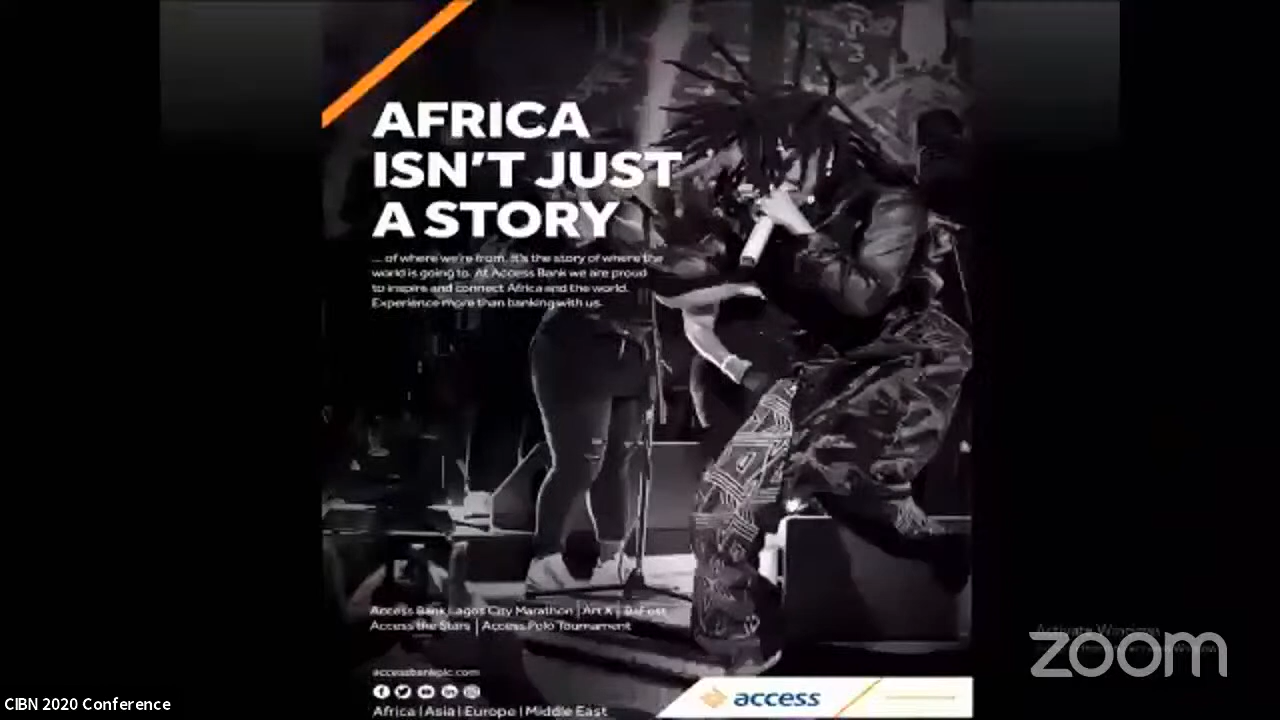 AFRICA
ISN'T JUST
A STORY
... of where we're from. It's the story of where the
world is going to. At Access Bank we are proud
to inspire and connect Africa and the world.
Experience more than banking with us.
Access Bank Lagos City Marathon | Art X |
Access the Stars | Access Polo Tournament
accessbankplc.com
Africa | Asia | Europe | Middle East
access
Activate Windows
zoom
CIBN 2020 Conference